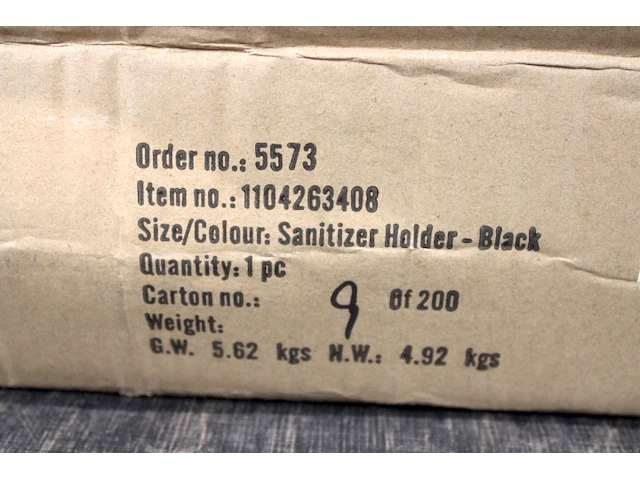 Order no.: 5573
Item no.: 1104263408
Size/Colour: Sanitizer Holder - Black
Quantity: 1 pc
Carton no.: 9 of 200
Weight:
G.W. 5.62 kgs N.W.: 4.92 kgs